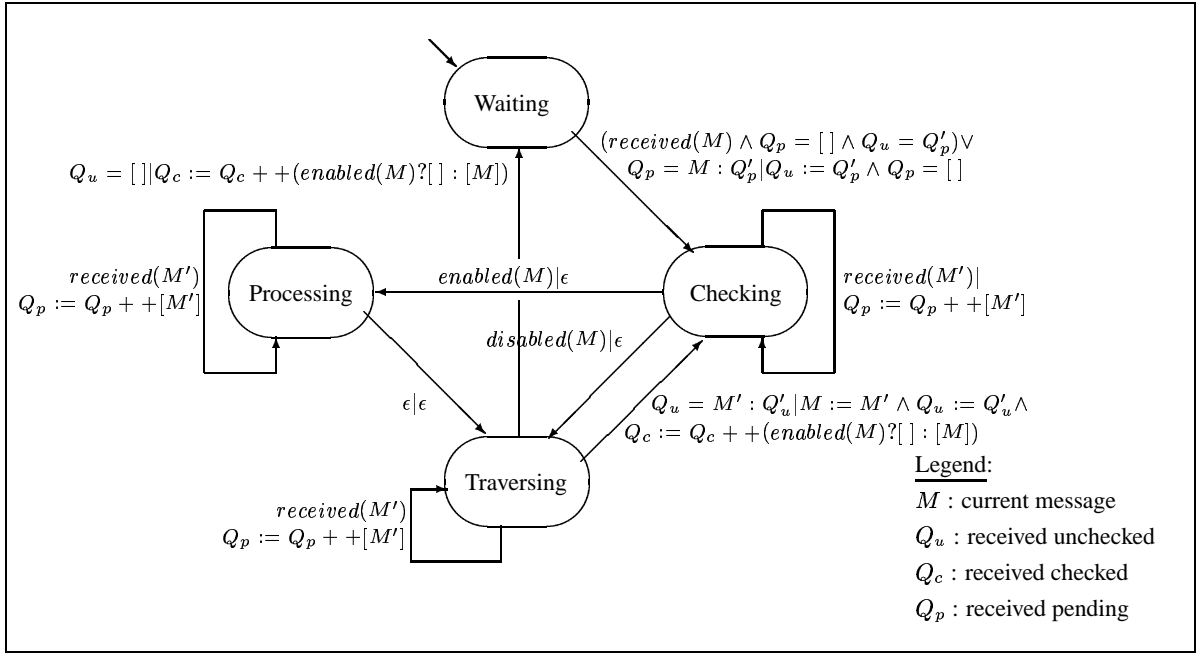 Waiting
(received(M) ∧ Q_p = [ ] ∧ Q_u = Q'_p)∨
Q_p = M : Q'_p|Q_u := Q'_p ∧ Q_p = [ ]
Q_u = [ ]|Q_c := Q_c + +(enabled(M)?[ ] : [M])
received(M')
Q_p := Q_p + +[M']
Processing
enabled(M)|ϵ
Checking
received(M')|
Q_p := Q_p + +[M']
disabled(M)|ϵ
ϵ|ϵ
Q_u = M' : Q'_u|M := M' ∧ Q_u := Q'_u∧
Q_c := Q_c + +(enabled(M)?[ ] : [M])
Traversing
received(M')
Q_p := Q_p + +[M']
Legend:
M : current message
Q_u : received unchecked
Q_c : received checked
Q_p : received pending